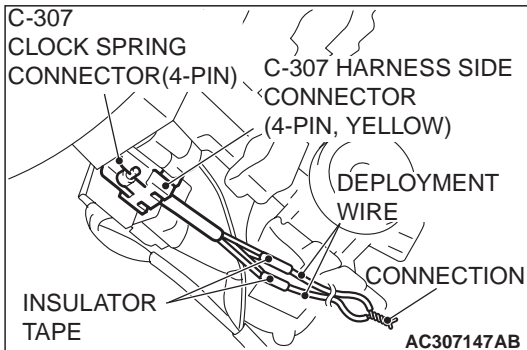 C-307
CLOCK SPRING
CONNECTOR(4-PIN)
C-307 HARNESS SIDE
CONNECTOR
(4-PIN, YELLOW)
DEPLOYMENT
WIRE
CONNECTION
INSULATOR
TAPE
AC307147AB